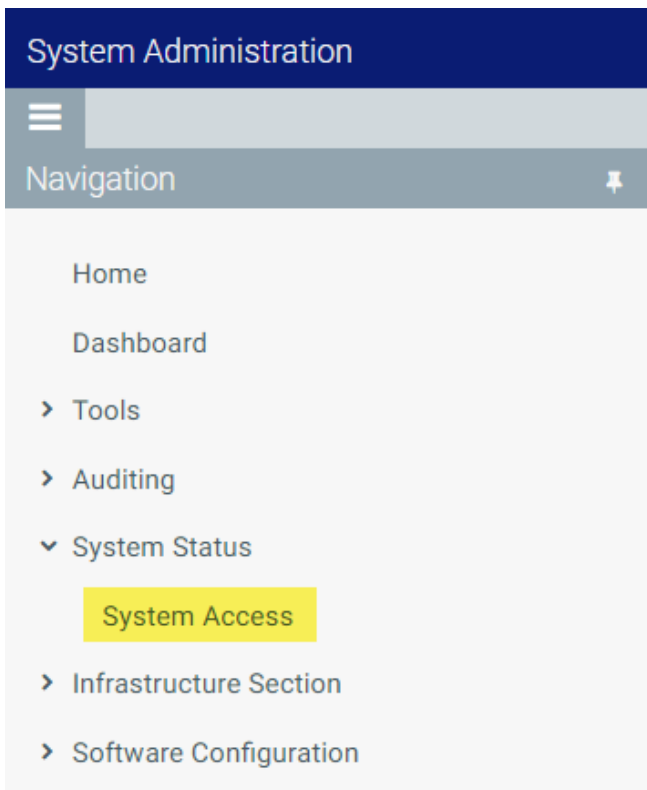 System Administration
Navigation
Home
Dashboard
Tools
Auditing
System Status
System Access
Infrastructure Section
Software Configuration